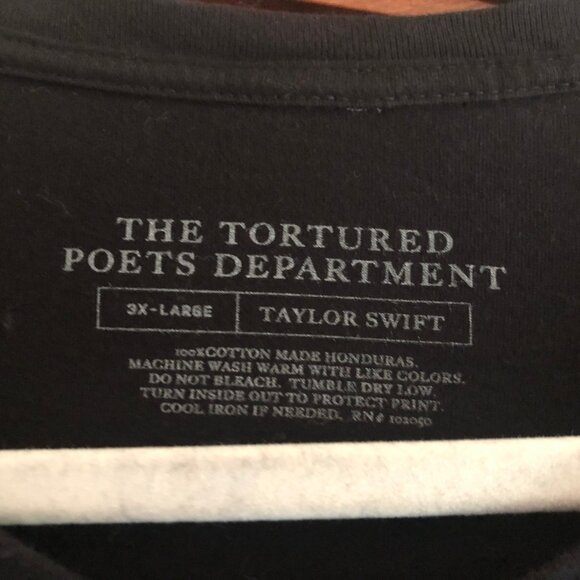 THE TORTURED
POETS DEPARTMENT
3X-LARGE
TAYLOR SWIFT
100%COTTON MADE HONDURAS.
MACHINE WASH WARM WITH LIKE COLORS.
DO NOT BLEACH. TUMBLE DRY LOW.
TURN INSIDE OUT TO PROTECT PRINT.
COOL IRON IF NEEDED. RN# 102050